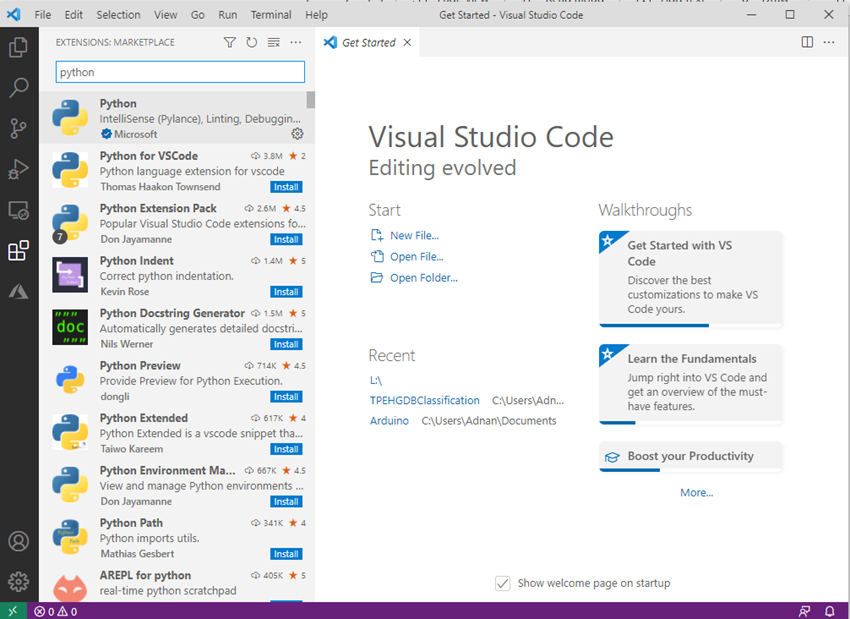 File Edit Selection View Go Run Terminal Help
Get Started - Visual Studio Code
EXTENSIONS: MARKETPLACE
python
Python
IntelliSense (Pylance), Linting, Debuggin...
Microsoft
Python for VSCode 3.8M 2
Python language extension for vscode
Thomas Haakon Townsend Install
Python Extension Pack 2.6M 4.5
Popular Visual Studio Code extensions fo...
7
Don Jayamanne Install
Python Indent 1.4M 5
Correct python indentation.
Kevin Rose Install
Python Docstring Generator 1.5M 5
""" doc """
Automatically generates detailed docstri...
Nils Werner Install
Python Preview 714K 4.5
Provide Preview for Python Execution.
dongli Install
Python Extended 617K 4
Python Extended is a vscode snippet tha...
Taiwo Kareem Install
Python Environment Ma... 667K 4.5
View and manage Python environments ...
Don Jayamanne Install
Python Path 341K 4
Python imports utils.
Mathias Gesbert Install
AREPL for python 405K 5
real-time python scratchpad
Get Started
Visual Studio Code
Editing evolved
Start
New File...
Open File...
Open Folder...
Recent
L:\
TPEHGDBClassification C:\Users\Adn...
Arduino C:\Users\Adnan\Documents
Walkthroughs
Get Started with VS
Code
Discover the best
customizations to make VS
Code yours.
Learn the Fundamentals
Jump right into VS Code and
get an overview of the must-
have features.
Boost your Productivity
More...
Show welcome page on startup
0 0